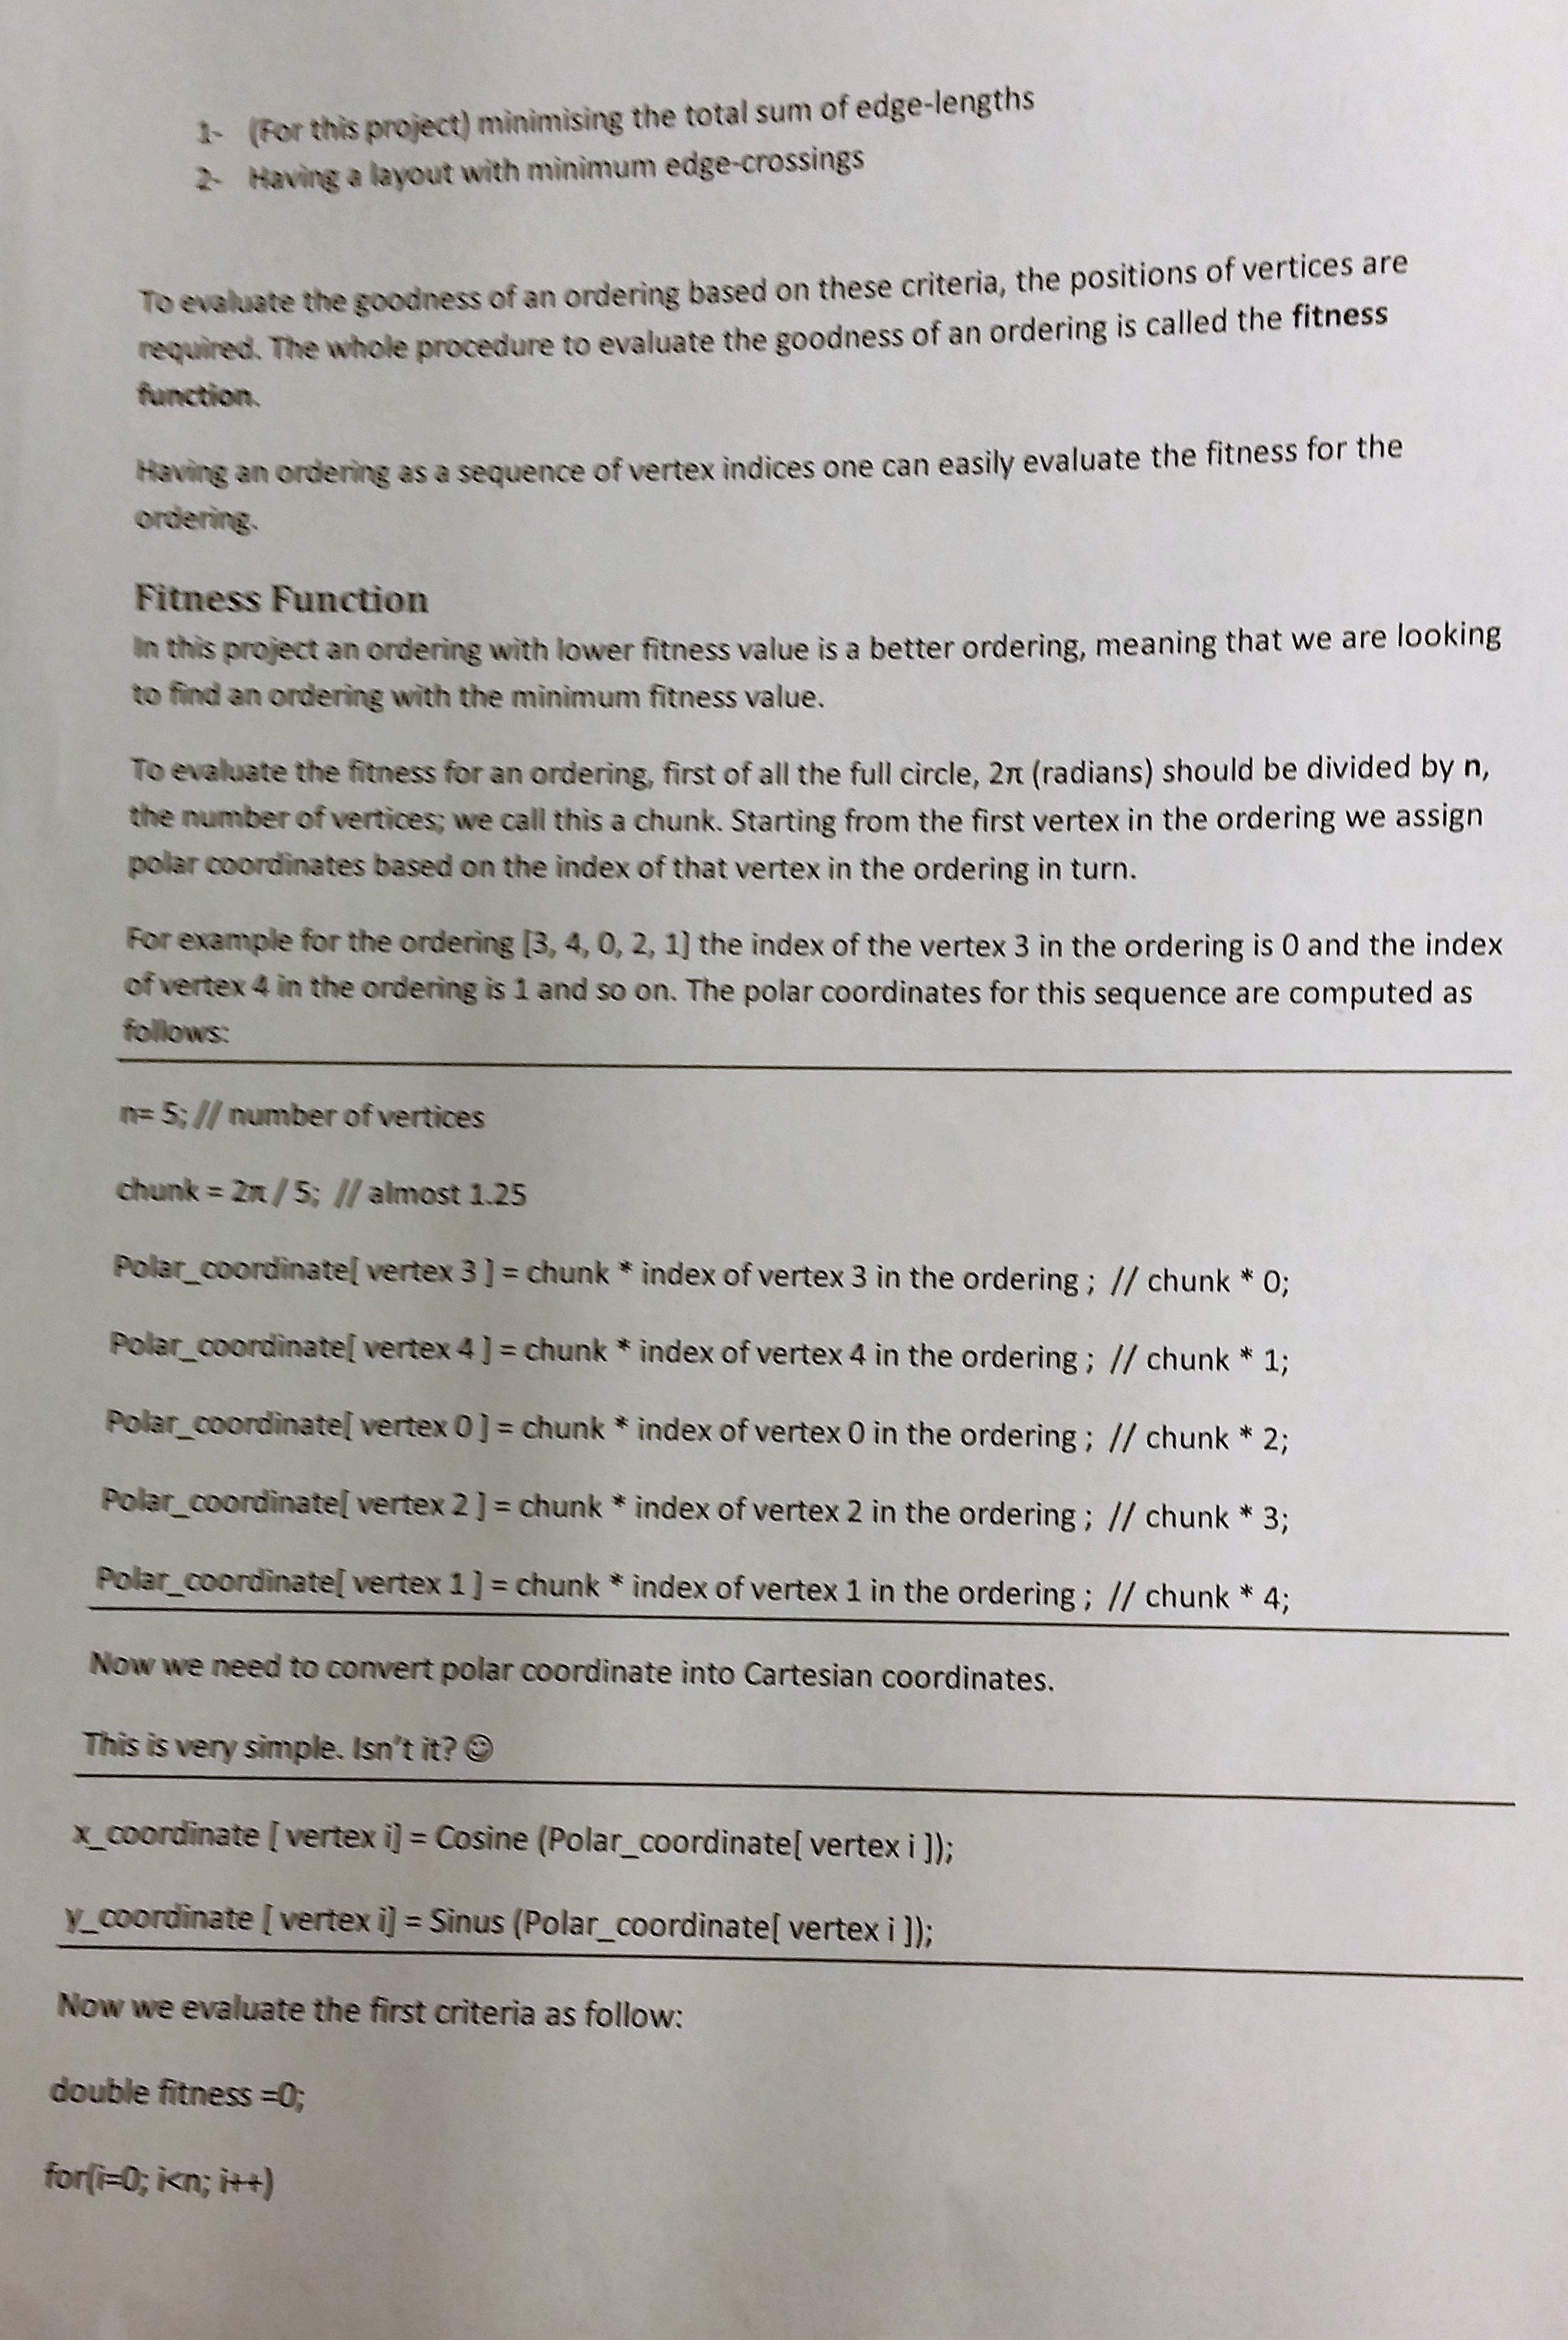 1- (For this project) minimising the total sum of edge-lengths
2- Having a layout with minimum edge-crossings
To evaluate the goodness of an ordering based on these criteria, the positions of vertices are
required. The whole procedure to evaluate the goodness of an ordering is called the fitness
function.
Having an ordering as a sequence of vertex indices one can easily evaluate the fitness for the
ordering.
Fitness Function
In this project an ordering with lower fitness value is a better ordering, meaning that we are looking
to find an ordering with the minimum fitness value.
To evaluate the fitness for an ordering, first of all the full circle, 2π (radians) should be divided by n,
the number of vertices; we call this a chunk. Starting from the first vertex in the ordering we assign
polar coordinates based on the index of that vertex in the ordering in turn.
For example for the ordering [3, 4, 0, 2, 1] the index of the vertex 3 in the ordering is 0 and the index
of vertex 4 in the ordering is 1 and so on. The polar coordinates for this sequence are computed as
follows:
n= 5; // number of vertices
chunk = 2π / 5; // almost 1.25
Polar_coordinate[ vertex 3 ] = chunk * index of vertex 3 in the ordering ; // chunk * 0;
Polar_coordinate[ vertex 4 ] = chunk * index of vertex 4 in the ordering ; // chunk * 1;
Polar_coordinate[ vertex 0 ] = chunk * index of vertex 0 in the ordering ; // chunk * 2;
Polar_coordinate[ vertex 2 ] = chunk * index of vertex 2 in the ordering ; // chunk * 3;
Polar_coordinate[ vertex 1 ] = chunk * index of vertex 1 in the ordering ; // chunk * 4;
Now we need to convert polar coordinate into Cartesian coordinates.
This is very simple. Isn't it? ☺
x_coordinate [ vertex i] = Cosine (Polar_coordinate[ vertex i ]);
y_coordinate [ vertex i] = Sinus (Polar_coordinate[ vertex i ]);
Now we evaluate the first criteria as follow:
double fitness =0;
for(i=0; i<n; i++)